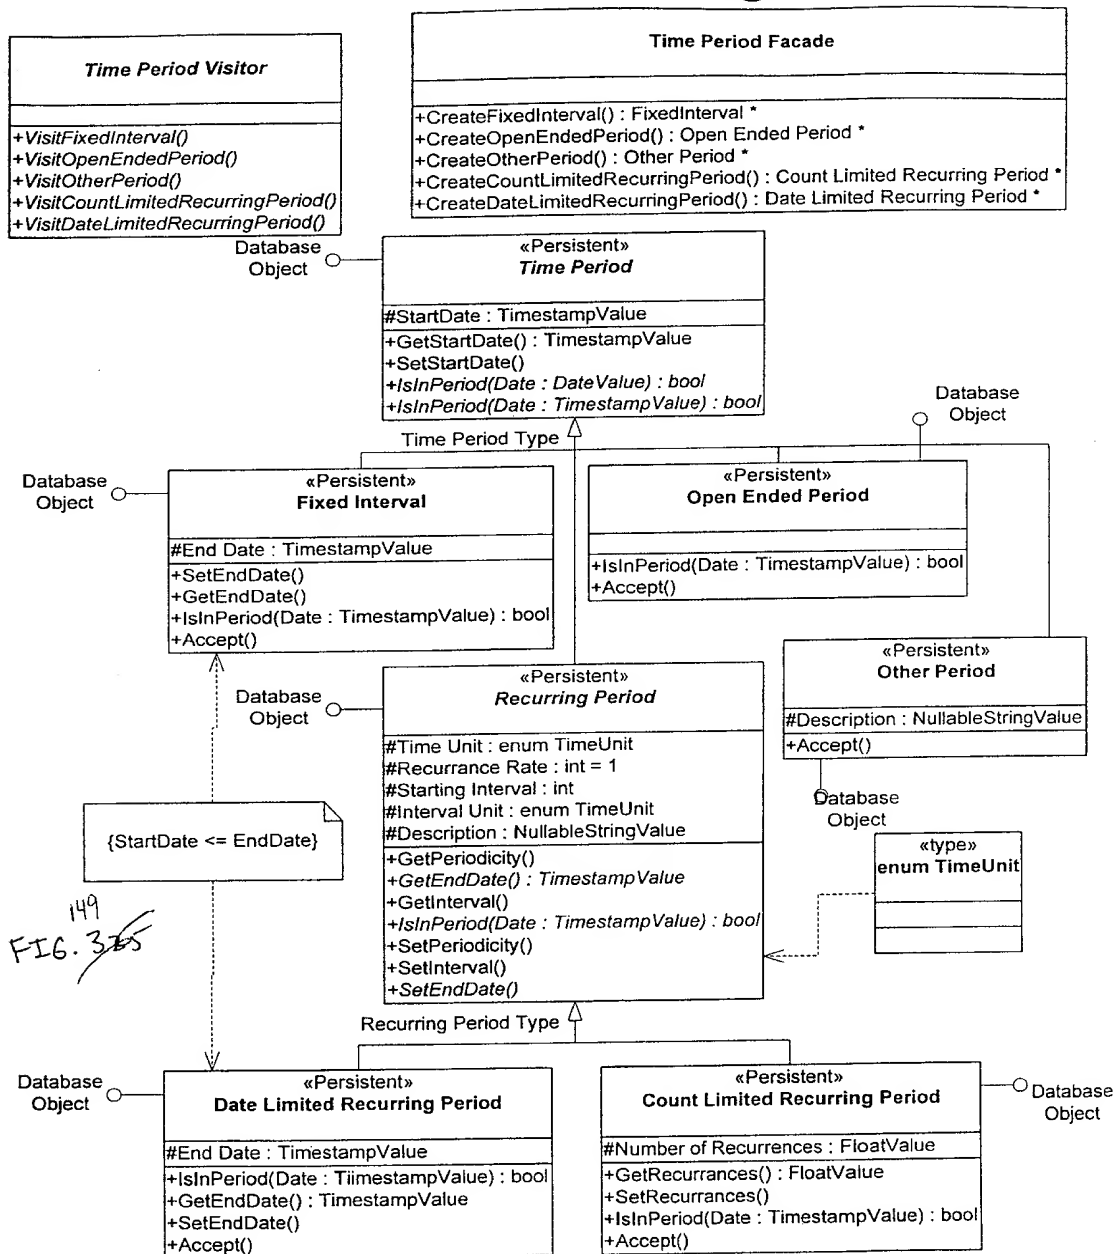 Time Period Visitor
+VisitFixedInterval()
+VisitOpenEndedPeriod()
+VisitOtherPeriod()
+VisitCountLimitedRecurringPeriod()
+VisitDateLimitedRecurringPeriod()
Time Period Facade
+CreateFixedInterval() : FixedInterval *
+CreateOpenEndedPeriod() : Open Ended Period *
+CreateOtherPeriod() : Other Period *
+CreateCountLimitedRecurringPeriod() : Count Limited Recurring Period *
+CreateDateLimitedRecurringPeriod() : Date Limited Recurring Period *
Database
Object
«Persistent»
Time Period
#StartDate : TimestampValue
+GetStartDate() : TimestampValue
+SetStartDate()
+IsInPeriod(Date : DateValue) : bool
+IsInPeriod(Date : TimestampValue) : bool
Time Period Type
Database
Object
Database
Object
«Persistent»
Fixed Interval
#End Date : TimestampValue
+SetEndDate()
+GetEndDate()
+IsInPeriod(Date : TimestampValue) : bool
+Accept()
«Persistent»
Open Ended Period
+IsInPeriod(Date : TimestampValue) : bool
+Accept()
«Persistent»
Other Period
#Description : NullableStringValue
+Accept()
Database
Object
Database
Object
«Persistent»
Recurring Period
#Time Unit : enum TimeUnit
#Recurrance Rate : int = 1
#Starting Interval : int
#Interval Unit : enum TimeUnit
#Description : NullableStringValue
+GetPeriodicity()
+GetEndDate() : TimestampValue
+GetInterval()
+IsInPeriod(Date : TimestampValue) : bool
+SetPeriodicity()
+SetInterval()
+SetEndDate()
{StartDate <= EndDate}
«type»
enum TimeUnit
149
FIG.
Recurring Period Type
Database
Object
«Persistent»
Date Limited Recurring Period
#End Date : TimestampValue
+IsInPeriod(Date : TiimestampValue) : bool
+GetEndDate() : TimestampValue
+SetEndDate()
+Accept()
«Persistent»
Count Limited Recurring Period
#Number of Recurrences : FloatValue
+GetRecurrances() : FloatValue
+SetRecurrances()
+IsInPeriod(Date : TimestampValue) : bool
+Accept()
Database
Object